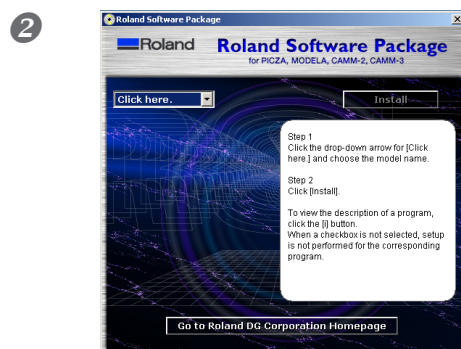 2
Roland Software Package
Roland
Roland Software Package
for PICZA, MODELA, CAMM-2, CAMM-3
Click here.
Install
Step 1
Click the drop-down arrow for [Click
here.] and choose the model name.
Step 2
Click [Install].
To view the description of a program,
click the [i] button.
When a checkbox is not selected, setup
is not performed for the corresponding
program.
Go to Roland DG Corporation Homepage